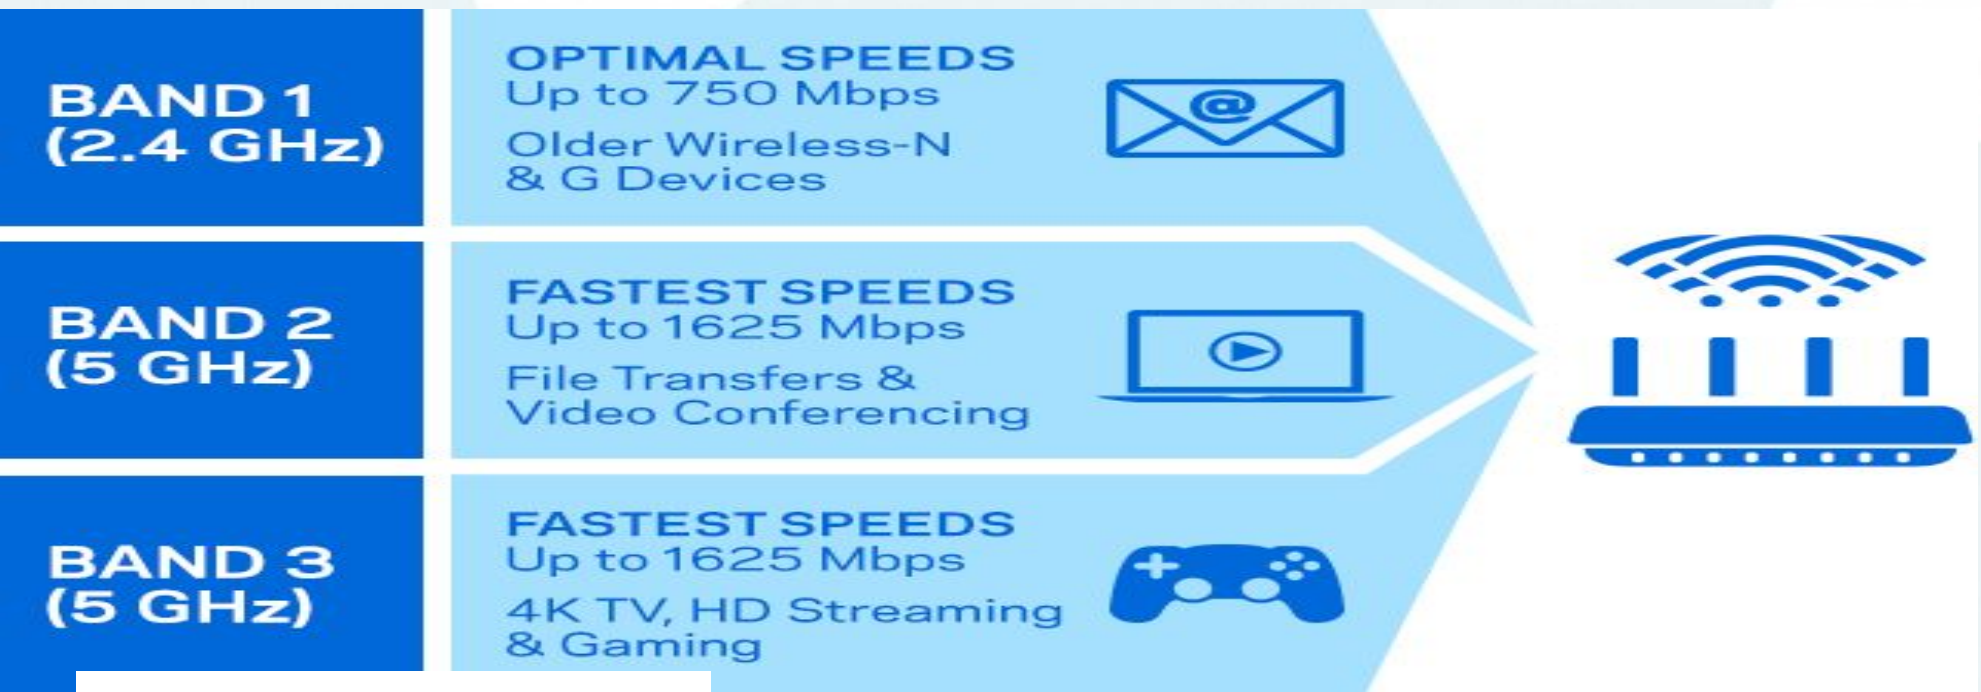 BAND 1
(2.4 GHz)
OPTIMAL SPEEDS
Up to 750 Mbps
Older Wireless-N
& G Devices
@
BAND 2
(5 GHz)
FASTEST SPEEDS
Up to 1625 Mbps
File Transfers &
Video Conferencing
BAND 3
(5 GHz)
FASTEST SPEEDS
Up to 1625 Mbps
4K TV, HD Streaming
& Gaming